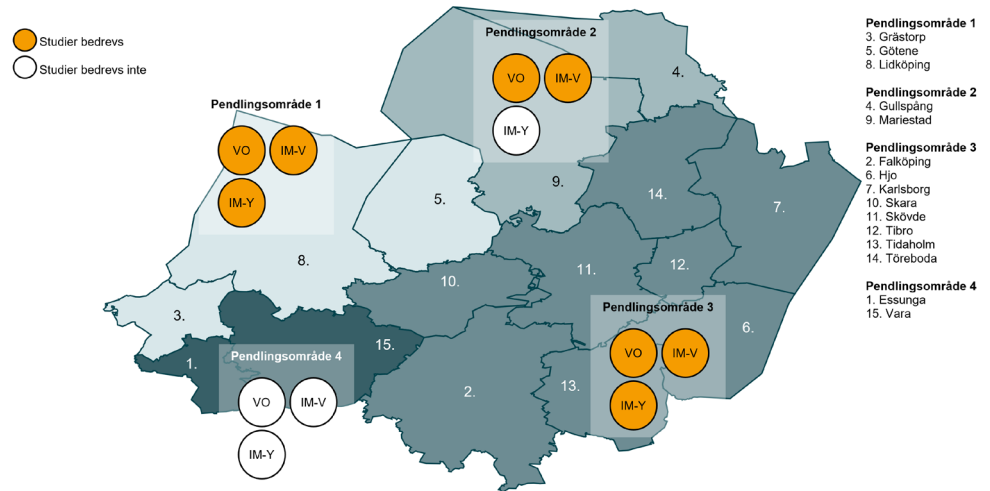 Studier bedrevs
Studier bedrevs inte
Pendlingsområde 1
VO
IM-V
IM-Y
Pendlingsområde 2
VO
IM-V
IM-Y
Pendlingsområde 3
VO
IM-V
IM-Y
Pendlingsområde 4
VO
IM-V
IM-Y
4.
9.
14.
7.
5.
8.
10.
11.
12.
3.
6.
15.
1.
2.
13.
Pendlingsområde 1
3. Grästorp
5. Götene
8. Lidköping
Pendlingsområde 2
4. Gullspång
9. Mariestad
Pendlingsområde 3
2. Falköping
6. Hjo
7. Karlsborg
10. Skara
11. Skövde
12. Tibro
13. Tidaholm
14. Töreboda
Pendlingsområde 4
1. Essunga
15. Vara